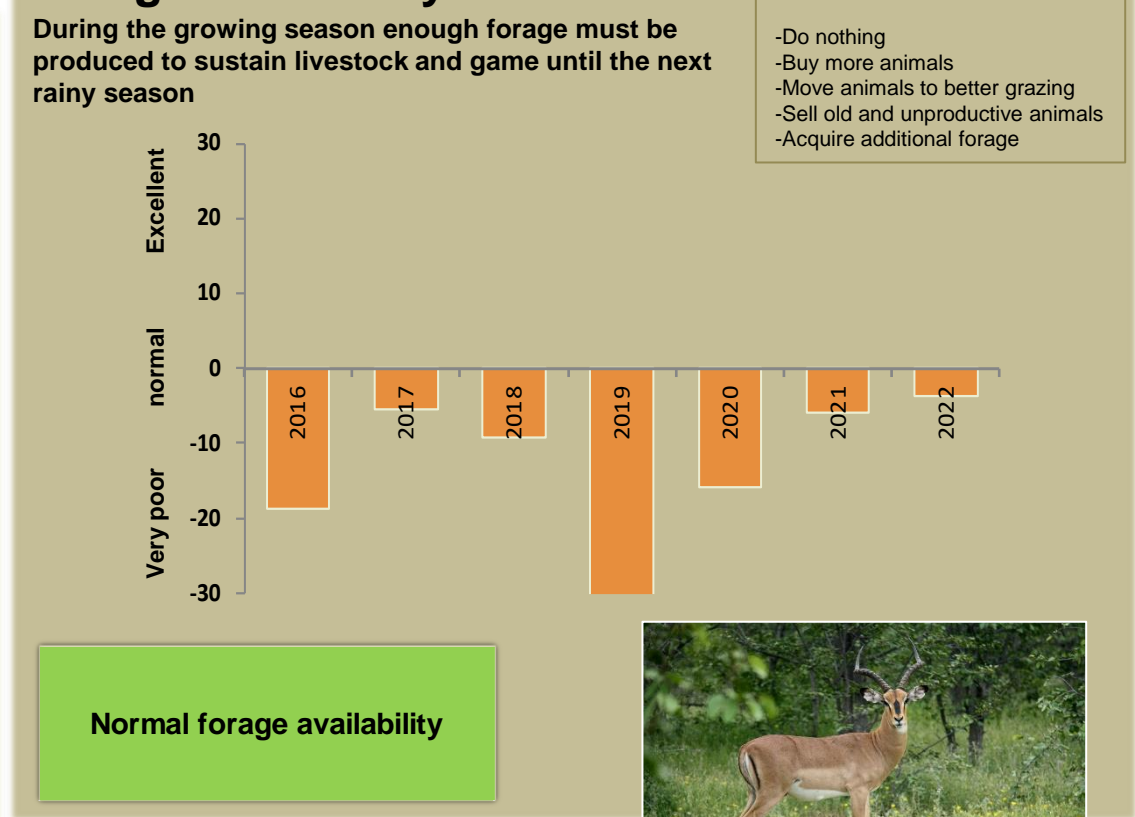 During the growing season enough forage must be
produced to sustain livestock and game until the next
rainy season
-Do nothing
-Buy more animals
-Move animals to better grazing
-Sell old and unproductive animals
-Acquire additional forage
Excellent
normal
Very poor
30
20
10
0
-10
-20
-30
2016
2017
2018
2019
2020
2021
2022
Normal forage availability